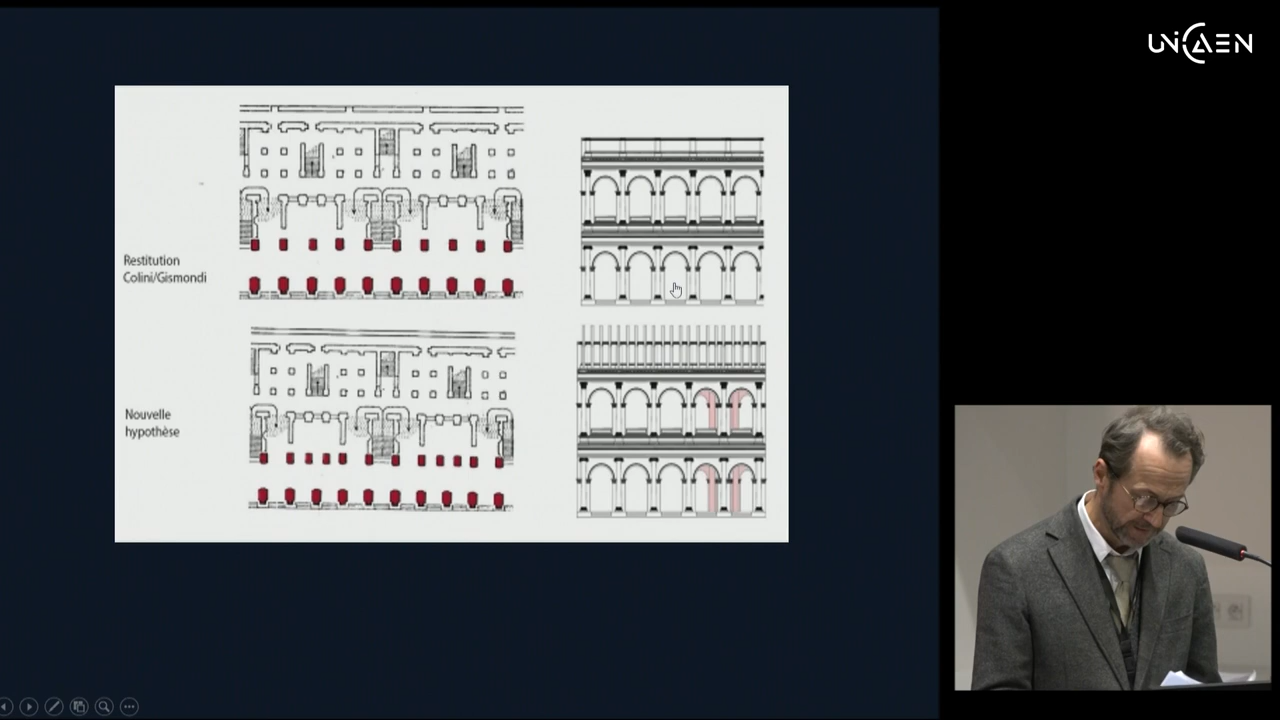 UNICAEN
Restitution
Colini/Gismondi
Nouvelle
hypothèse